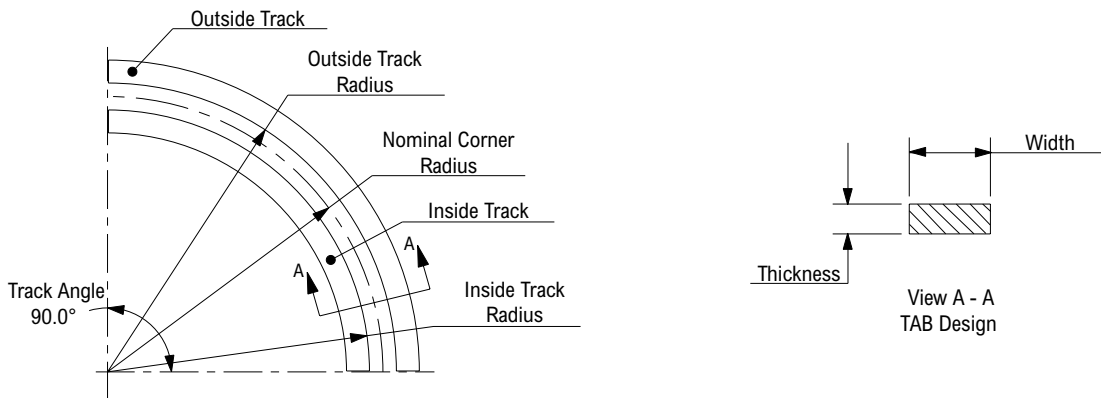 Outside Track
Outside Track
Radius
Nominal Corner
Radius
Inside Track
A
A
Inside Track
Radius
Track Angle
90.0°
Width
Thickness
View A - A
TAB Design